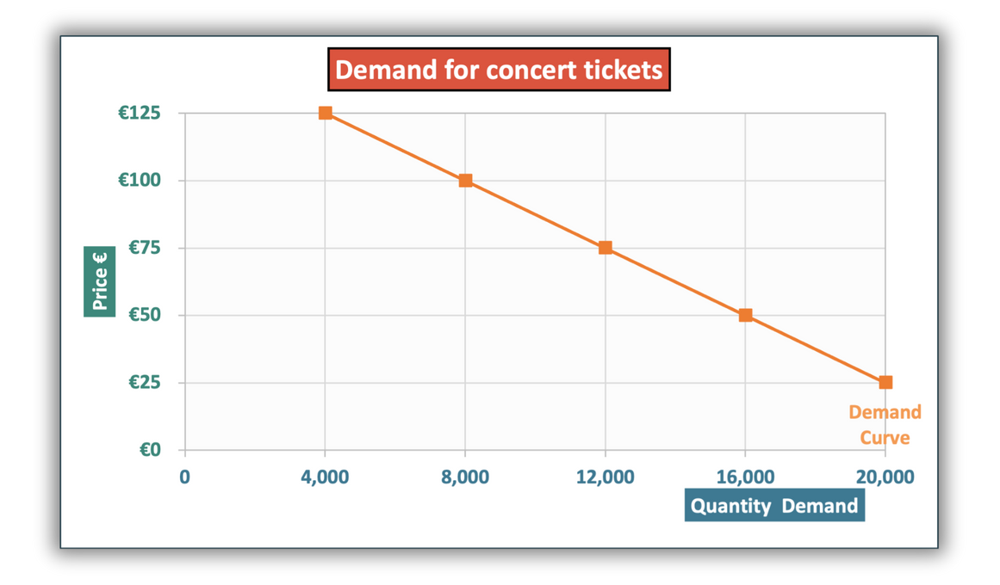 Demand for concert tickets
€125
€100
€75
€50
€25
€0
Price €
Demand
Curve
0 4,000 8,000 12,000 16,000 20,000
Quantity Demand